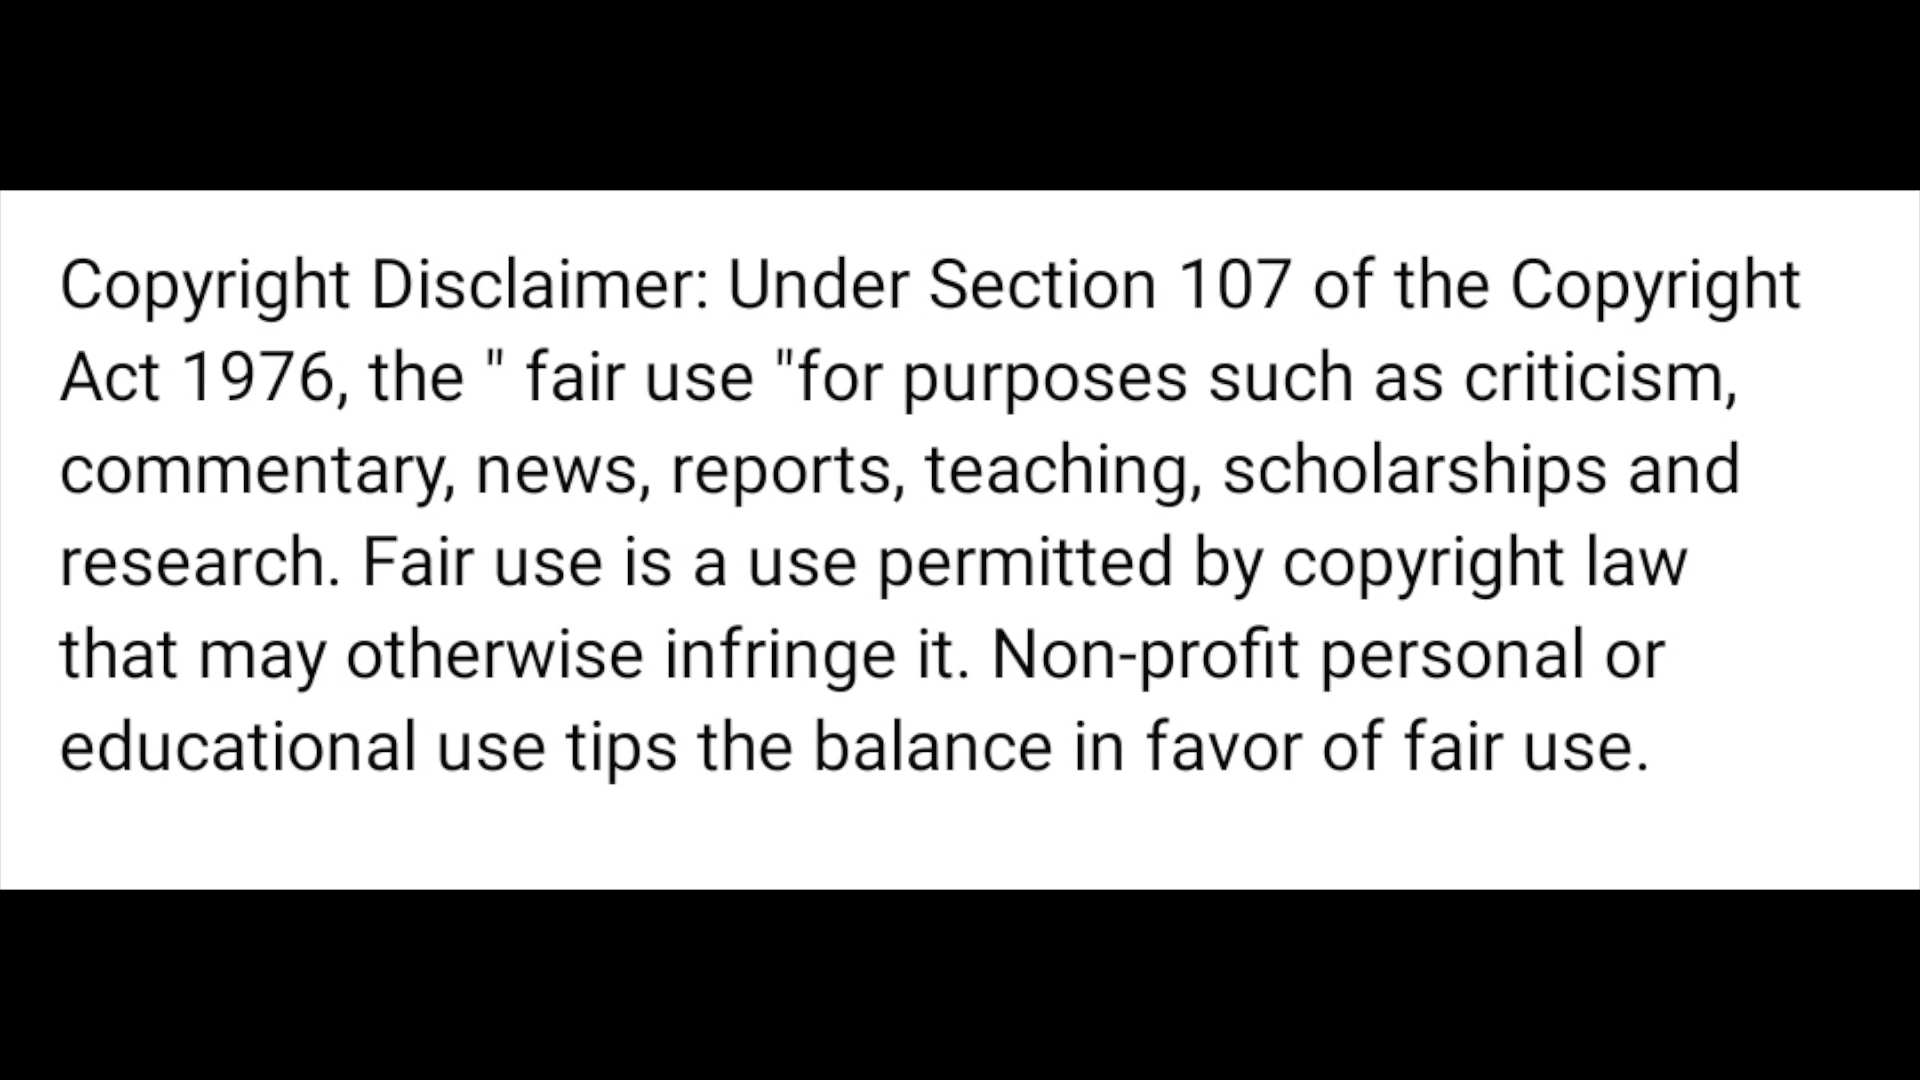 Copyright Disclaimer: Under Section 107 of the Copyright
Act 1976, the " fair use "for purposes such as criticism,
commentary, news, reports, teaching, scholarships and
research. Fair use is a use permitted by copyright law
that may otherwise infringe it. Non-profit personal or
educational use tips the balance in favor of fair use.